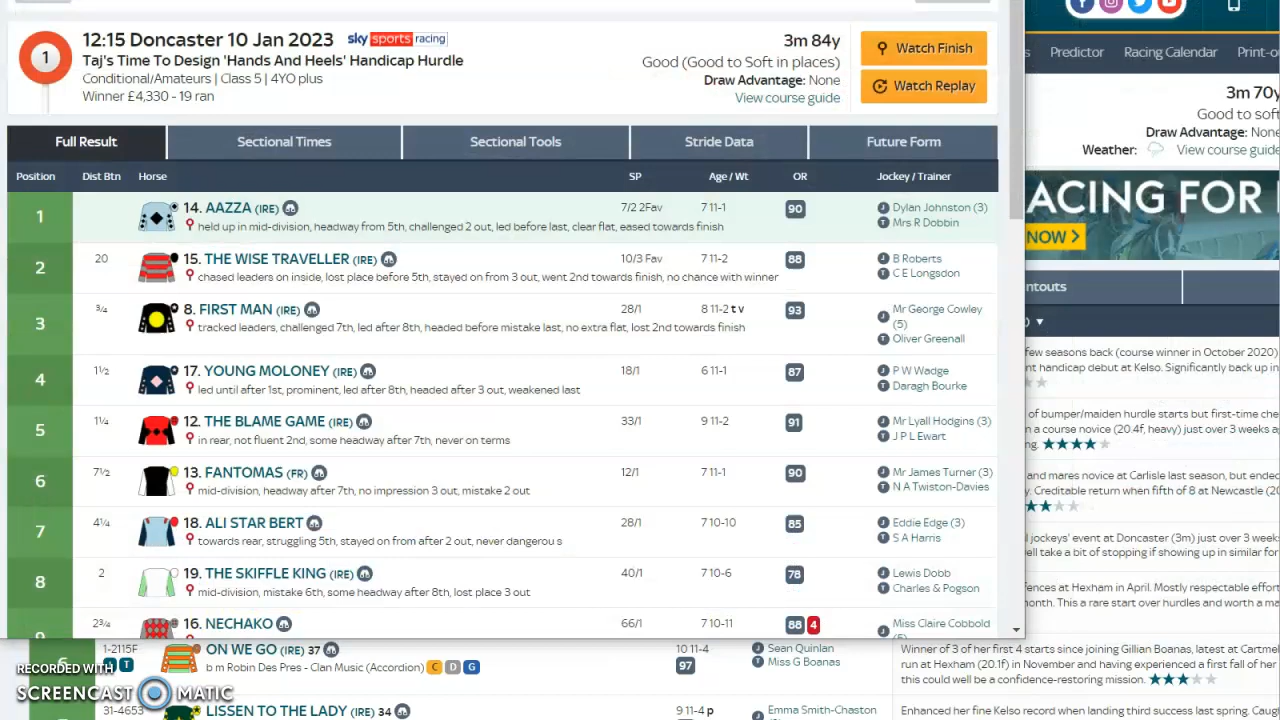 1
12:15 Doncaster 10 Jan 2023 sky sports racing
Taj's Time To Design 'Hands And Heels' Handicap Hurdle
Conditional/Amateurs | Class 5 | 4YO plus
Winner £4,330 - 19 ran
3m 84y
Good (Good to Soft in places)
Draw Advantage: None
View course guide
Watch Finish
Watch Replay
Full Result Sectional Times Sectional Tools Stride Data Future Form
Position Dist Btn Horse SP Age / Wt OR Jockey / Trainer
1 14. AAZZA (IRE) 7/2 2Fav 7 11-1 90 Dylan Johnston (3)
Mrs R Dobbin
held up in mid-division, headway from 5th, challenged 2 out, led before last, clear flat, eased towards finish
2 20 15. THE WISE TRAVELLER (IRE) 10/3 Fav 7 11-2 88 B Roberts
C E Longsdon
chased leaders on inside, lost place before 5th, stayed on from 3 out, went 2nd towards finish, no chance with winner
3 ¾ 8. FIRST MAN (IRE) 28/1 8 11-2 t v 93 Mr George Cowley
(5)
Oliver Greenall
tracked leaders, challenged 7th, led after 8th, headed before mistake last, no extra flat, lost 2nd towards finish
4 1½ 17. YOUNG MOLONEY (IRE) 18/1 6 11-1 87 P W Wadge
Daragh Bourke
led until after 1st, prominent, led after 8th, headed after 3 out, weakened last
5 1¼ 12. THE BLAME GAME (IRE) 33/1 9 11-2 91 Mr Lyall Hodgins (3)
J P L Ewart
in rear, not fluent 2nd, some headway after 7th, never on terms
6 7½ 13. FANTOMAS (FR) 12/1 7 11-1 90 Mr James Turner (3)
N A Twiston-Davies
mid-division, headway after 7th, no impression 3 out, mistake 2 out
7 4¼ 18. ALI STAR BERT 28/1 7 10-10 85 Eddie Edge (3)
S A Harris
towards rear, struggling 5th, stayed on from after 2 out, never dangerou s
8 2 19. THE SKIFFLE KING (IRE) 40/1 7 10-6 78 Lewis Dobb
Charles & Pogson
mid-division, mistake 6th, some headway after 8th, lost place 3 out
2¾ 16. NECHAKO 66/1 7 10-11 88 4 Miss Claire Cobbold
1-2115F ON WE GO (IRE) 37 10 11-4 Sean Quinlan
T b m Robin Des Pres - Clan Music (Accordion) C D G 97 Miss G Boanas
Winner of 3 of her first 4 starts since joining Gillian Boanas, latest at Cartmel
run at Hexham (20.1f) in November and having experienced a first fall of her
this could well be a confidence-restoring mission.
31-4653 LISSEN TO THE LADY (IRE) 34 9 11-4 p Emma Smith-Chaston
Enhanced her fine Kelso record when landing third success last spring.
RECORDED WITH
SCREENCAST MATIC
Predictor Racing Calendar Print-o
3m 70y
Good to soft
Draw Advantage: None
Weather: View course guide
ACING FOR
NOW >
ntouts
few seasons back (course winner in October 2020)
nt handicap debut at Kelso. Significantly back up in
of bumper/maiden hurdle starts but first-time che
n a course novice (20.4f, heavy) just over 3 weeks a
ng.
and mares novice at Carlisle last season, but ended
y. Creditable return when fifth of 8 at Newcastle (2
l jockeys' event at Doncaster (3m) just over 3 weeks
ell take a bit of stopping if showing up in similar for
ences at Hexham in April. Mostly respectable effort
onth. This a rare start over hurdles and worth a ma